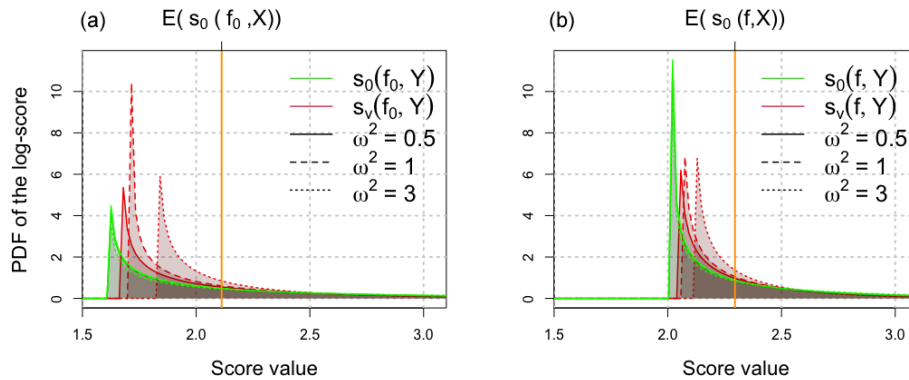 (a) E( s₀ ( f₀ ,X))
PDF of the log-score
10
8
6
4
2
0
s₀(f₀, Y)
sᵥ(f₀, Y)
ω² = 0.5
ω² = 1
ω² = 3
1.5 2.0 2.5 3.0
Score value
(b) E( s₀ (f,X))
10
8
6
4
2
0
s₀(f, Y)
sᵥ(f, Y)
ω² = 0.5
ω² = 1
ω² = 3
1.5 2.0 2.5 3.0
Score value